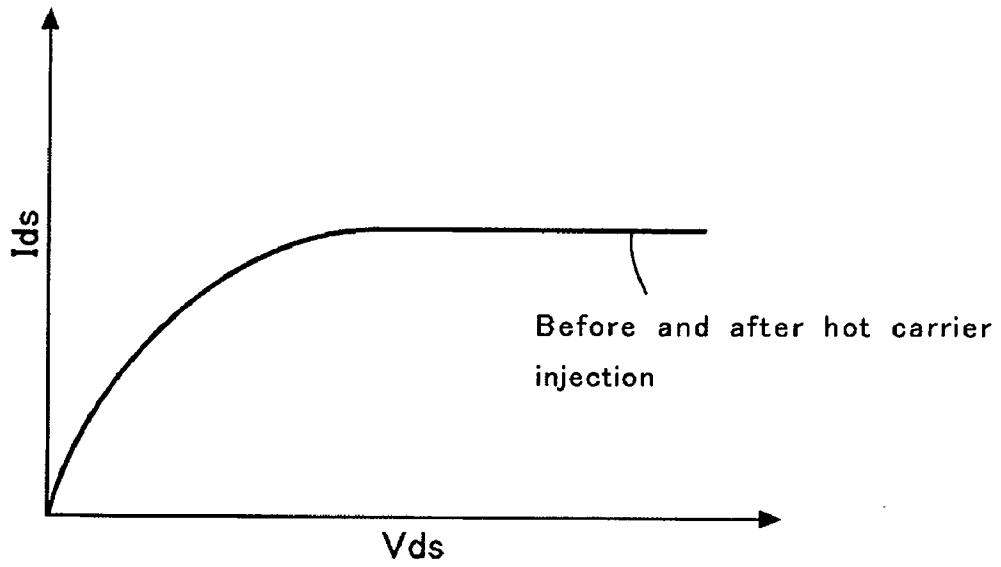 Ids
Before and after hot carrier
injection
Vds